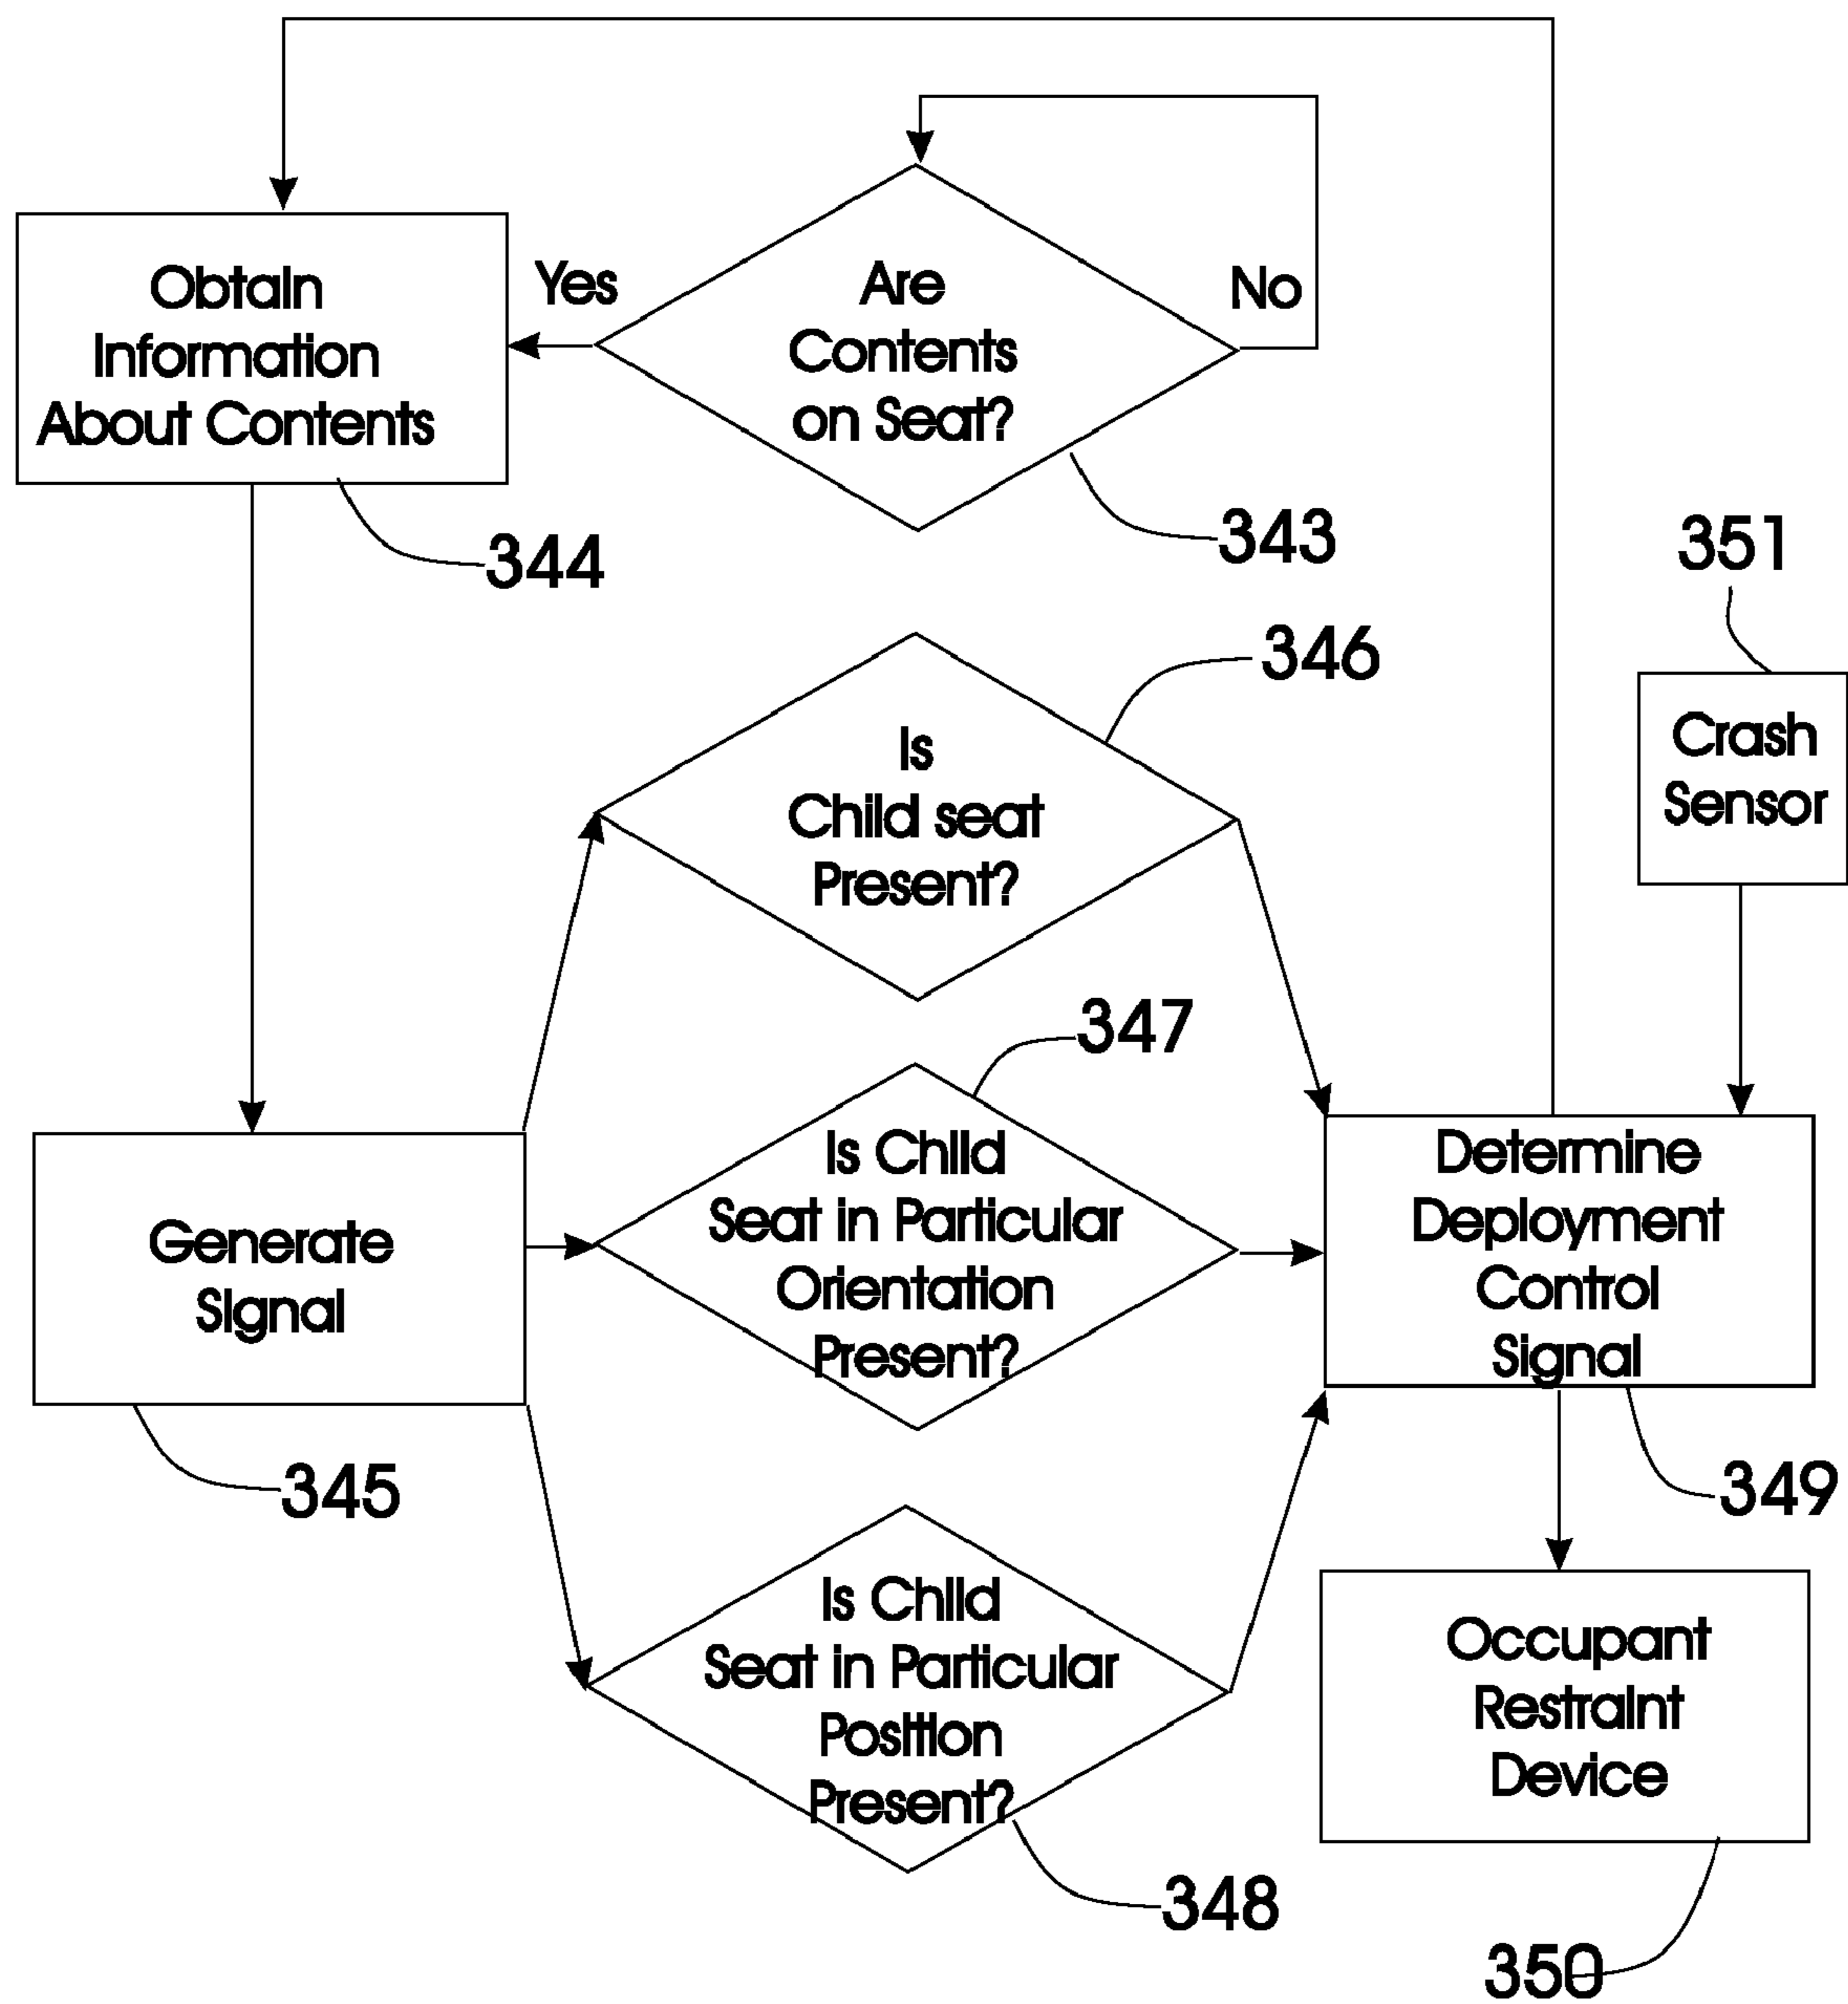 Obtain
Information
About Contents
344
Yes
Are
Contents
on Seat?
No
343
351
Crash
Sensor
346
Is
Child seat
Present?
347
Is Child
Seat in Particular
Orientation
Present?
Generate
Signal
345
Determine
Deployment
Control
Signal
349
Is Child
Seat in Particular
Position
Present?
348
Occupant
Restraint
Device
350